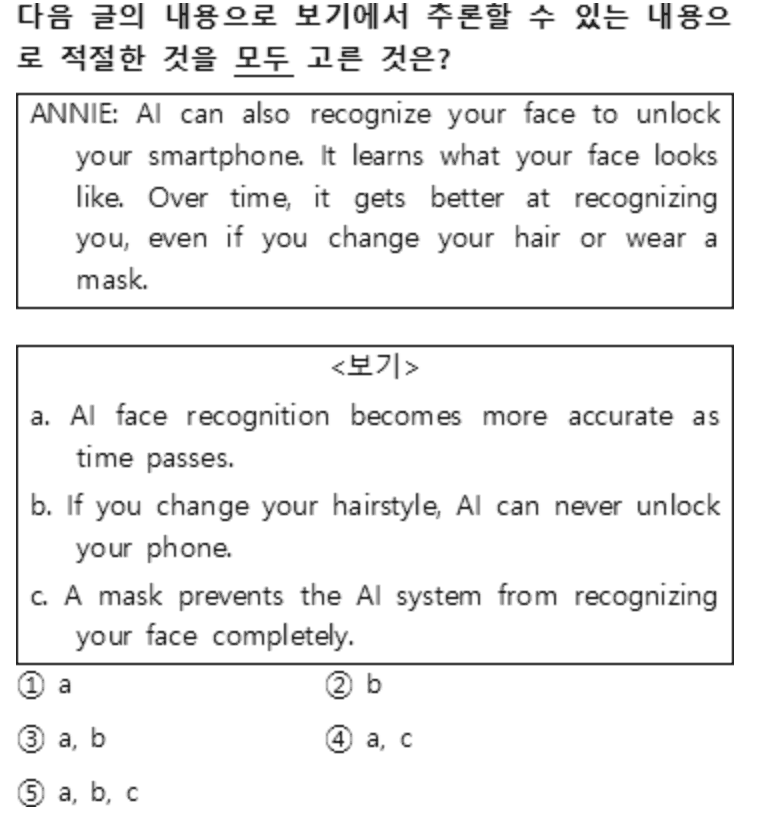 다음 글의 내용으로 보기에서 추론할 수 있는 내용으
로 적절한 것을 모두 고른 것은?
ANNIE: AI can also recognize your face to unlock
your smartphone. It learns what your face looks
like. Over time, it gets better at recognizing
you, even if you change your hair or wear a
mask.
<보기>
a. AI face recognition becomes more accurate as
time passes.
b. If you change your hairstyle, AI can never unlock
your phone.
c. A mask prevents the AI system from recognizing
your face completely.
① a
② b
③ a, b
④ a, c
⑤ a, b, c